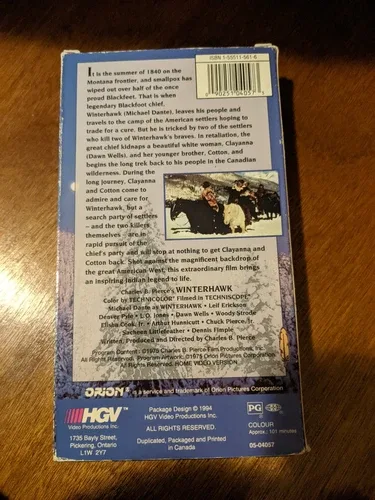 ISBN 1-55511-561-6
It is the summer of 1840 on the
Montana frontier, and smallpox has
wiped out over half of the once
proud Blackfeet. That is when
legendary Blackfoot chief,
Winterhawk (Michael Dante), leaves his people and
travels to the camp of the American settlers hoping to
trade for a cure. But he is tricked by two of the settlers
who kill two of Winterhawk's braves. In retaliation, the
great chief kidnaps a beautiful white woman, Clayanna
(Dawn Wells), and her younger brother, Cotton, and
begins the long trek back to his people in the Canadian
wilderness. During the
long journey, Clayanna
and Cotton come to
admire and care for
Winterhawk, but a
search party of settlers
- and the two killers
themselves - are in
rapid pursuit of the
chief's party and will stop at nothing to get Clayanna and
Cotton back. Shot against the magnificent backdrop of
the great American West, this extraordinary film brings
an inspiring Indian legend to life.
Charles B. Pierce's WINTERHAWK
Color by TECHNICOLOR® Filmed in TECHNISCOPE®
Michael Dante as WINTERHAWK • Leif Erickson
Denver Pyle • L.Q. Jones • Dawn Wells • Woody Strode
Elisha Cook, Jr. • Arthur Hunnicutt • Chuck Pierce, Jr.
Sacheen Littlefeather • Dennis Fimple
Written, Produced and Directed by Charles B. Pierce
Program Content: ©1975 Charles B. Pierce Film Productions, Inc.
All Rights Reserved. Program Artwork: ©1975 Orion Pictures Corporation.
All Rights Reserved. HOME VIDEO VERSION.
ORION® is a service and trademark of Orion Pictures Corporation
HGV
1735 Bayly Street,
Pickering, Ontario
L1W 2Y7
Package Design © 1994
HGV Video Productions Inc.
ALL RIGHTS RESERVED.
Duplicated, Packaged and Printed
in Canada
PG
COLOUR
Approx.: 101 minutes
05-04057